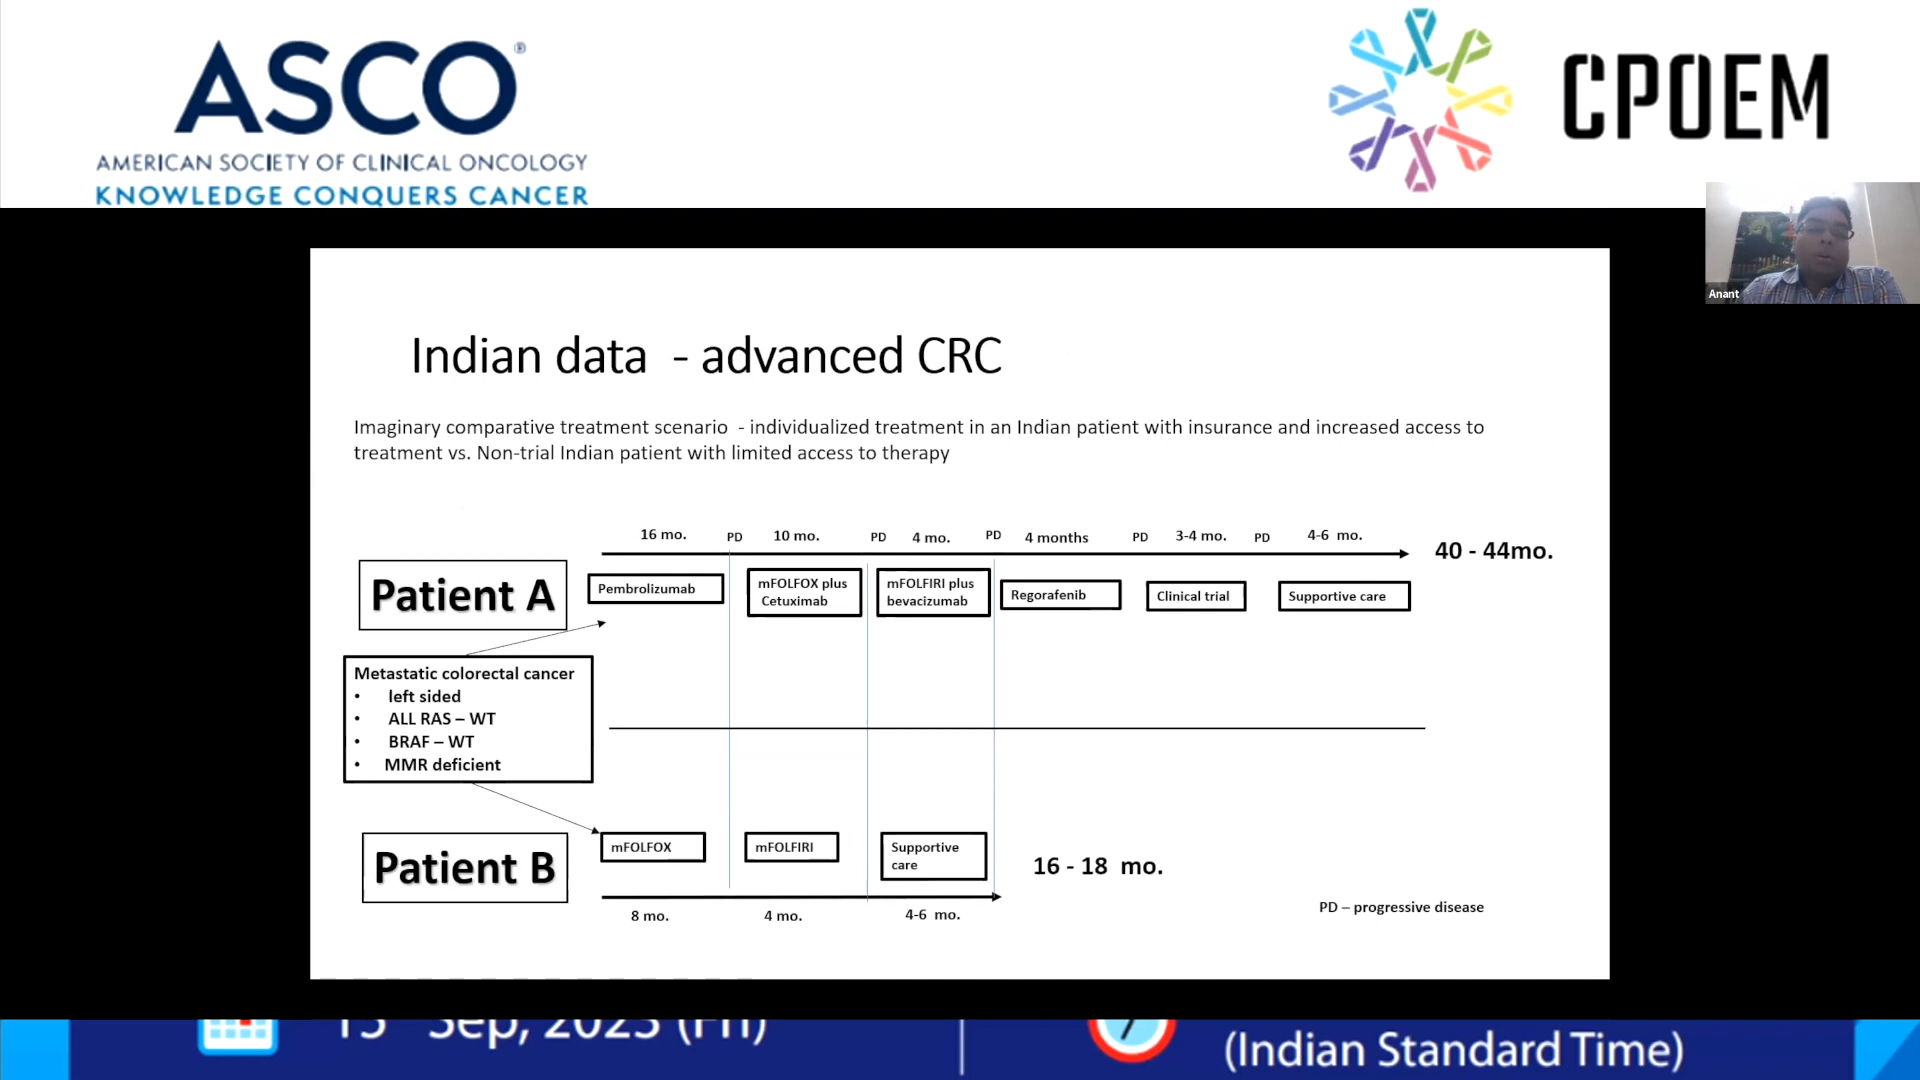 ASCO®
AMERICAN SOCIETY OF CLINICAL ONCOLOGY
KNOWLEDGE CONQUERS CANCER
CPOEM
Anant
Indian data - advanced CRC
Imaginary comparative treatment scenario - individualized treatment in an Indian patient with insurance and increased access to
treatment vs. Non-trial Indian patient with limited access to therapy
16 mo. PD 10 mo. PD 4 mo. PD 4 months PD 3-4 mo. PD 4-6 mo.
40 - 44mo.
Patient A
Pembrolizumab
mFOLFOX plus
Cetuximab
mFOLFIRI plus
bevacizumab
Regorafenib
Clinical trial
Supportive care
Metastatic colorectal cancer
• left sided
• ALL RAS – WT
• BRAF – WT
• MMR deficient
Patient B
mFOLFOX
mFOLFIRI
Supportive
care
16 - 18 mo.
8 mo. 4 mo. 4-6 mo.
PD – progressive disease
15 Sep, 2023 (Fri)
(Indian Standard Time)